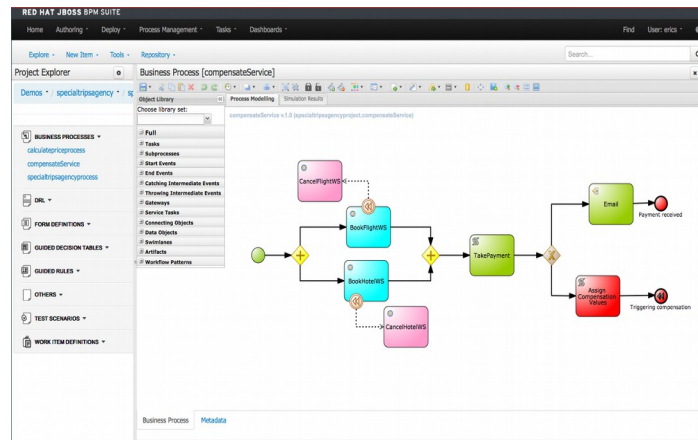 RED HAT JBOSS BPM SUITE
Home Authoring Deploy Process Management Tasks Dashboards Find User: erics
Explore New Item Tools Repository Search...
Project Explorer
Business Process [compensateService]
Demos / specialtripsagency /
Object Library
Process Modelling Simulation Results
Choose library set:
compensateService v.1.0 (specialtripsagencyproject.compensateService)
BUSINESS PROCESSES
calculatepriceprocess
compensateService
specialtripsagencyprocess
DRL
FORM DEFINITIONS
GUIDED DECISION TABLES
GUIDED RULES
OTHERS
TEST SCENARIOS
WORK ITEM DEFINITIONS
Full
Tasks
Subprocesses
Start Events
End Events
Catching Intermediate Events
Throwing Intermediate Events
Gateways
Service Tasks
Connecting Objects
Data Objects
Swimlanes
Artifacts
Workflow Patterns
CancelFlightWS
BookFlightWS
BookHotelWS
CancelHotelWS
TakePayment
Email
Payment received
Assign
Compensation
Values
Triggering compensation
Business Process Metadata